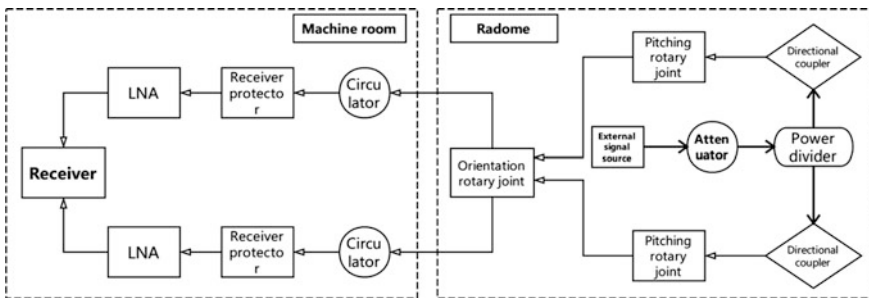 Machine room
Radome
Pitching
rotary
joint
Directional
coupler
LNA
Receiver
protecto
r
Circu
lator
External
signal
source
Atten
uator
Power
divider
Receiver
Orientation
rotary joint
LNA
Receiver
protecto
r
Circu
lator
Pitching
rotary
joint
Directional
coupler